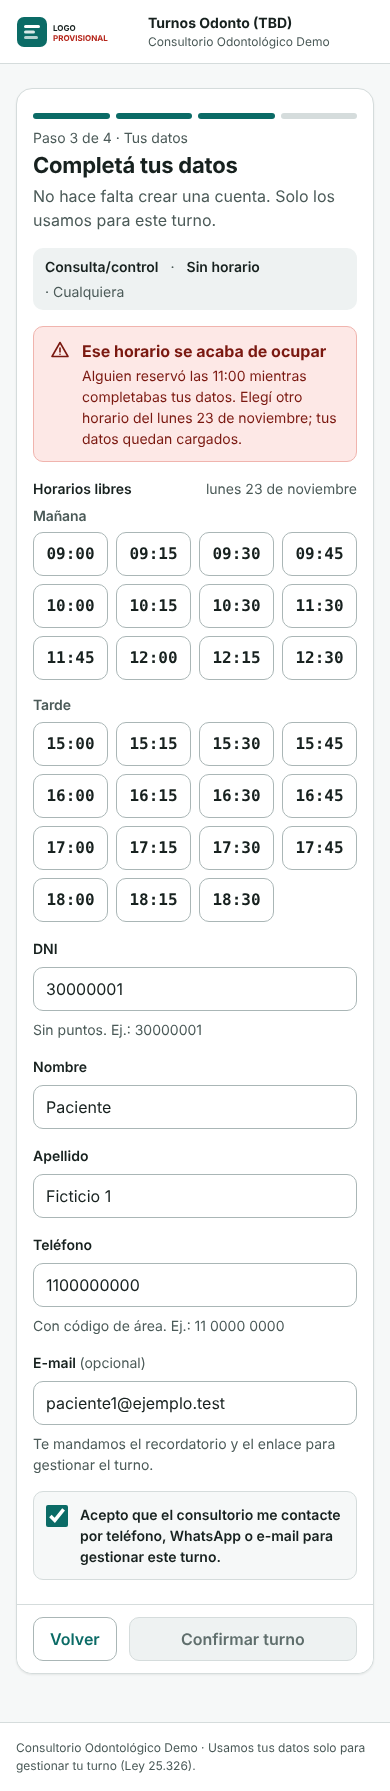 LOGO
PROVISIONAL
Turnos Odonto (TBD)
Consultorio Odontológico Demo
Paso 3 de 4 · Tus datos
Completá tus datos
No hace falta crear una cuenta. Solo los
usamos para este turno.
Consulta/control · Sin horario
· Cualquiera
Ese horario se acaba de ocupar
Alguien reservó las 11:00 mientras
completabas tus datos. Elegí otro
horario del lunes 23 de noviembre; tus
datos quedan cargados.
Horarios libres lunes 23 de noviembre
Mañana
09:00 09:15 09:30 09:45
10:00 10:15 10:30 11:30
11:45 12:00 12:15 12:30
Tarde
15:00 15:15 15:30 15:45
16:00 16:15 16:30 16:45
17:00 17:15 17:30 17:45
18:00 18:15 18:30
DNI
30000001
Sin puntos. Ej.: 30000001
Nombre
Paciente
Apellido
Ficticio 1
Teléfono
1100000000
Con código de área. Ej.: 11 0000 0000
E-mail (opcional)
paciente1@ejemplo.test
Te mandamos el recordatorio y el enlace para
gestionar el turno.
Acepto que el consultorio me contacte
por teléfono, WhatsApp o e-mail para
gestionar este turno.
Volver Confirmar turno
Consultorio Odontológico Demo · Usamos tus datos solo para
gestionar tu turno (Ley 25.326).